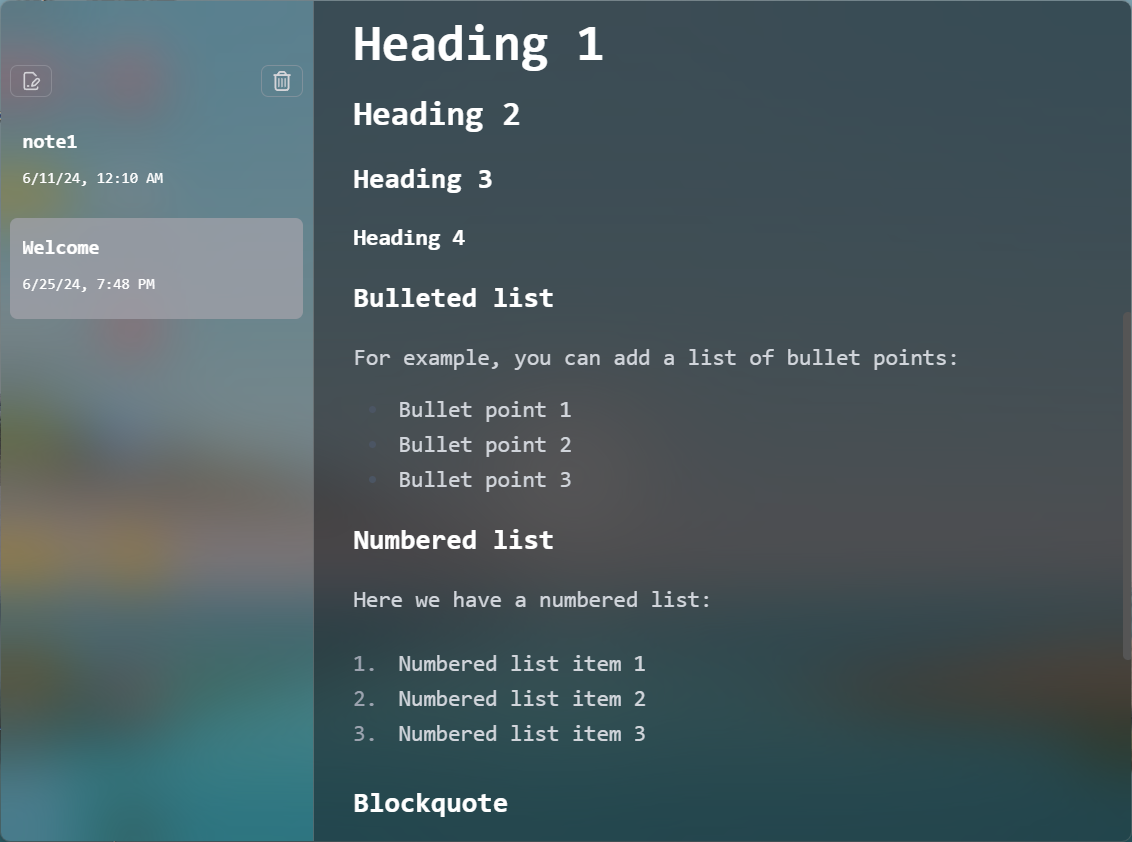 note1
6/11/24, 12:10 AM
Welcome
6/25/24, 7:48 PM
Heading 1
Heading 2
Heading 3
Heading 4
Bulleted list
For example, you can add a list of bullet points:
• Bullet point 1
• Bullet point 2
• Bullet point 3
Numbered list
Here we have a numbered list:
1. Numbered list item 1
2. Numbered list item 2
3. Numbered list item 3
Blockquote